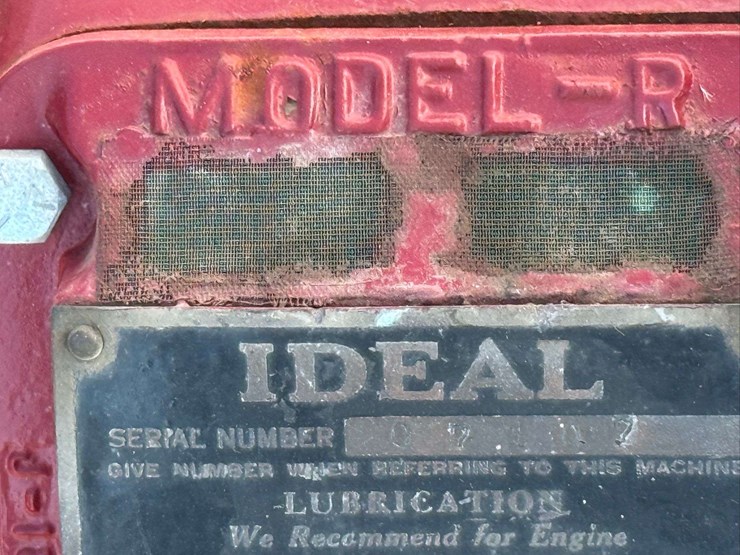 MODEL-R
IDEAL
SERIAL NUMBER
GIVE NUMBER WHEN REFERRING TO THIS MACHINE
LUBRICATION
We Recommend for Engine